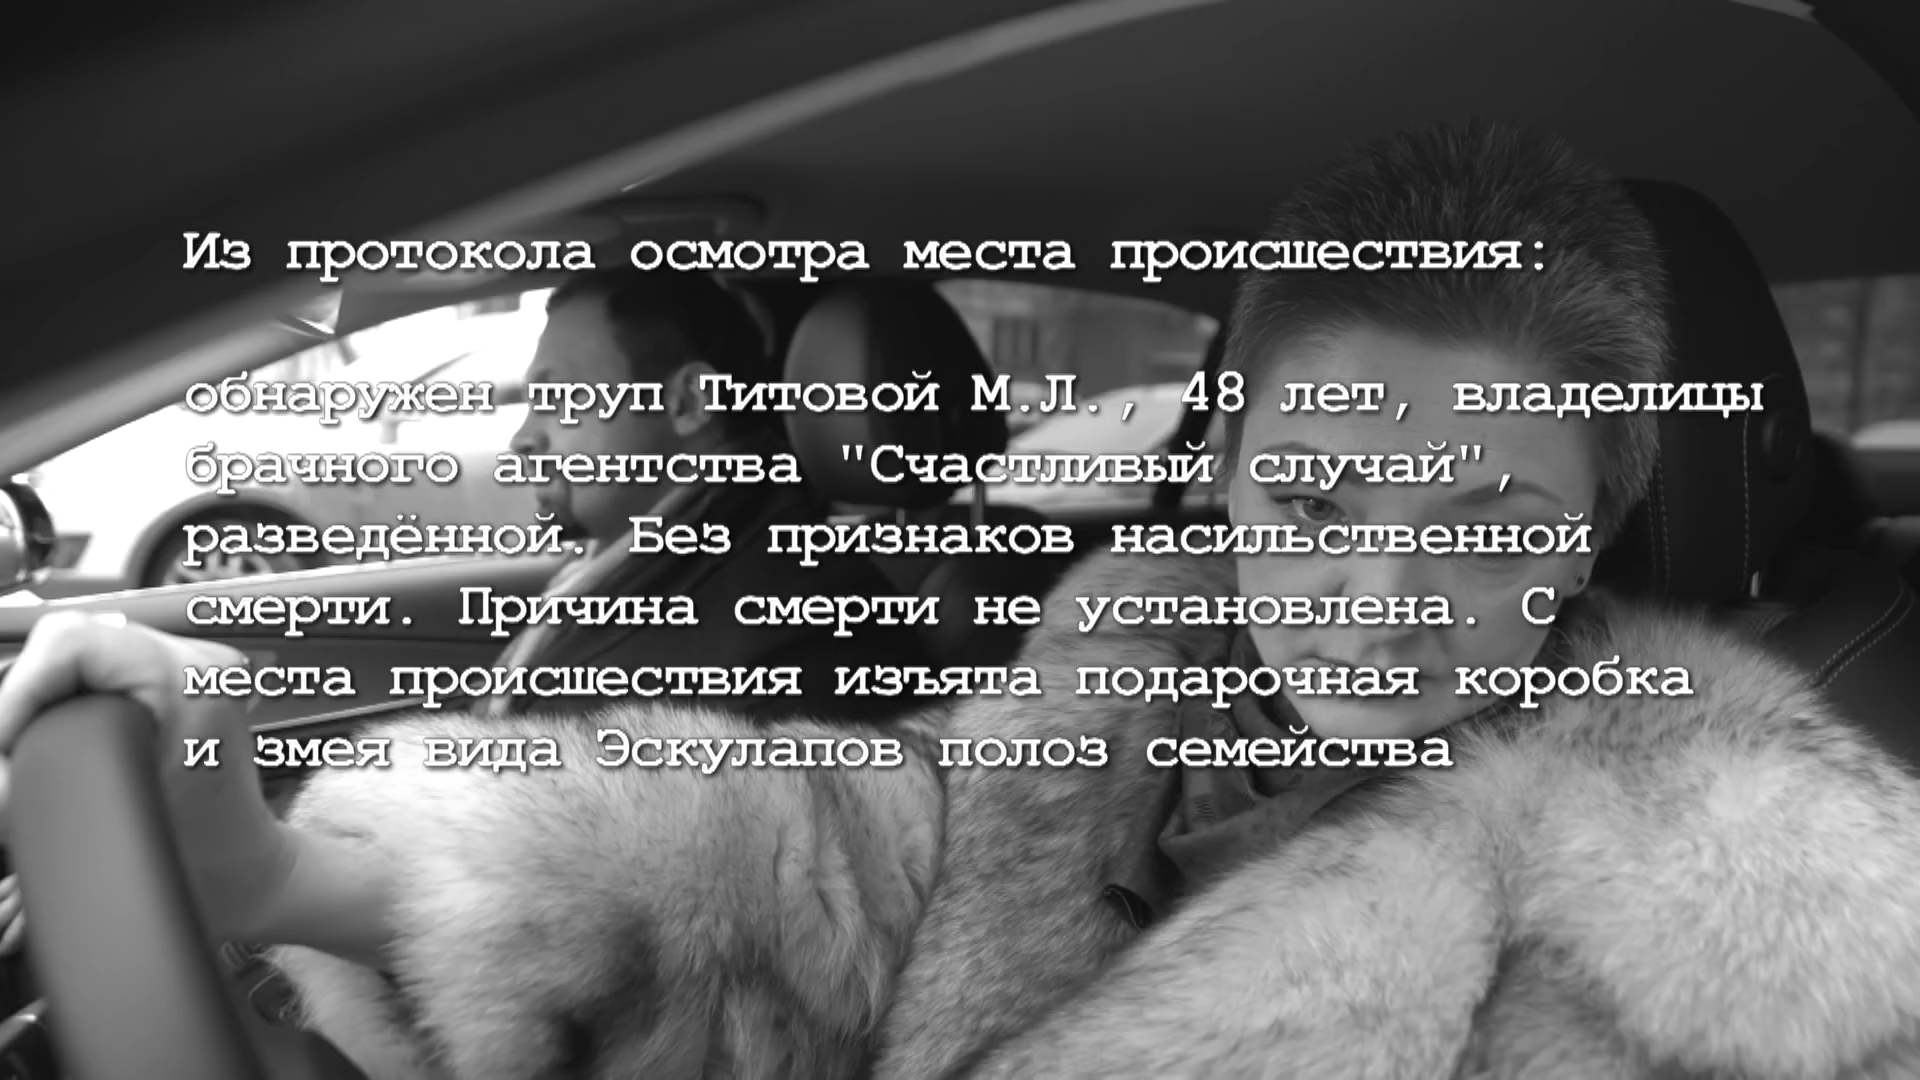 Из протокола осмотра места происшествия:
обнаружен труп Титовой М.Л., 48 лет, владелицы
брачного агентства "Счастливый случай",
разведённой. Без признаков насильственной
смерти. Причина смерти не установлена. С
места происшествия изъята подарочная коробка
и змея вида Эскулапов полоз семейства